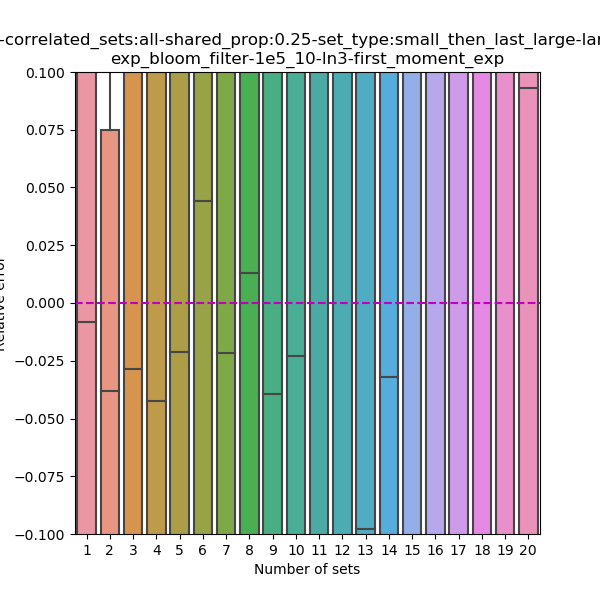 -correlated_sets:all-shared_prop:0.25-set_type:small_then_last_large-
exp_bloom_filter-1e5_10-ln3-first_moment_exp
0.100
0.075
0.050
0.025
0.000
−0.025
−0.050
−0.075
−0.100
Relative error
1 2 3 4 5 6 7 8 9 10 11 12 13 14 15 16 17 18 19 20
Number of sets